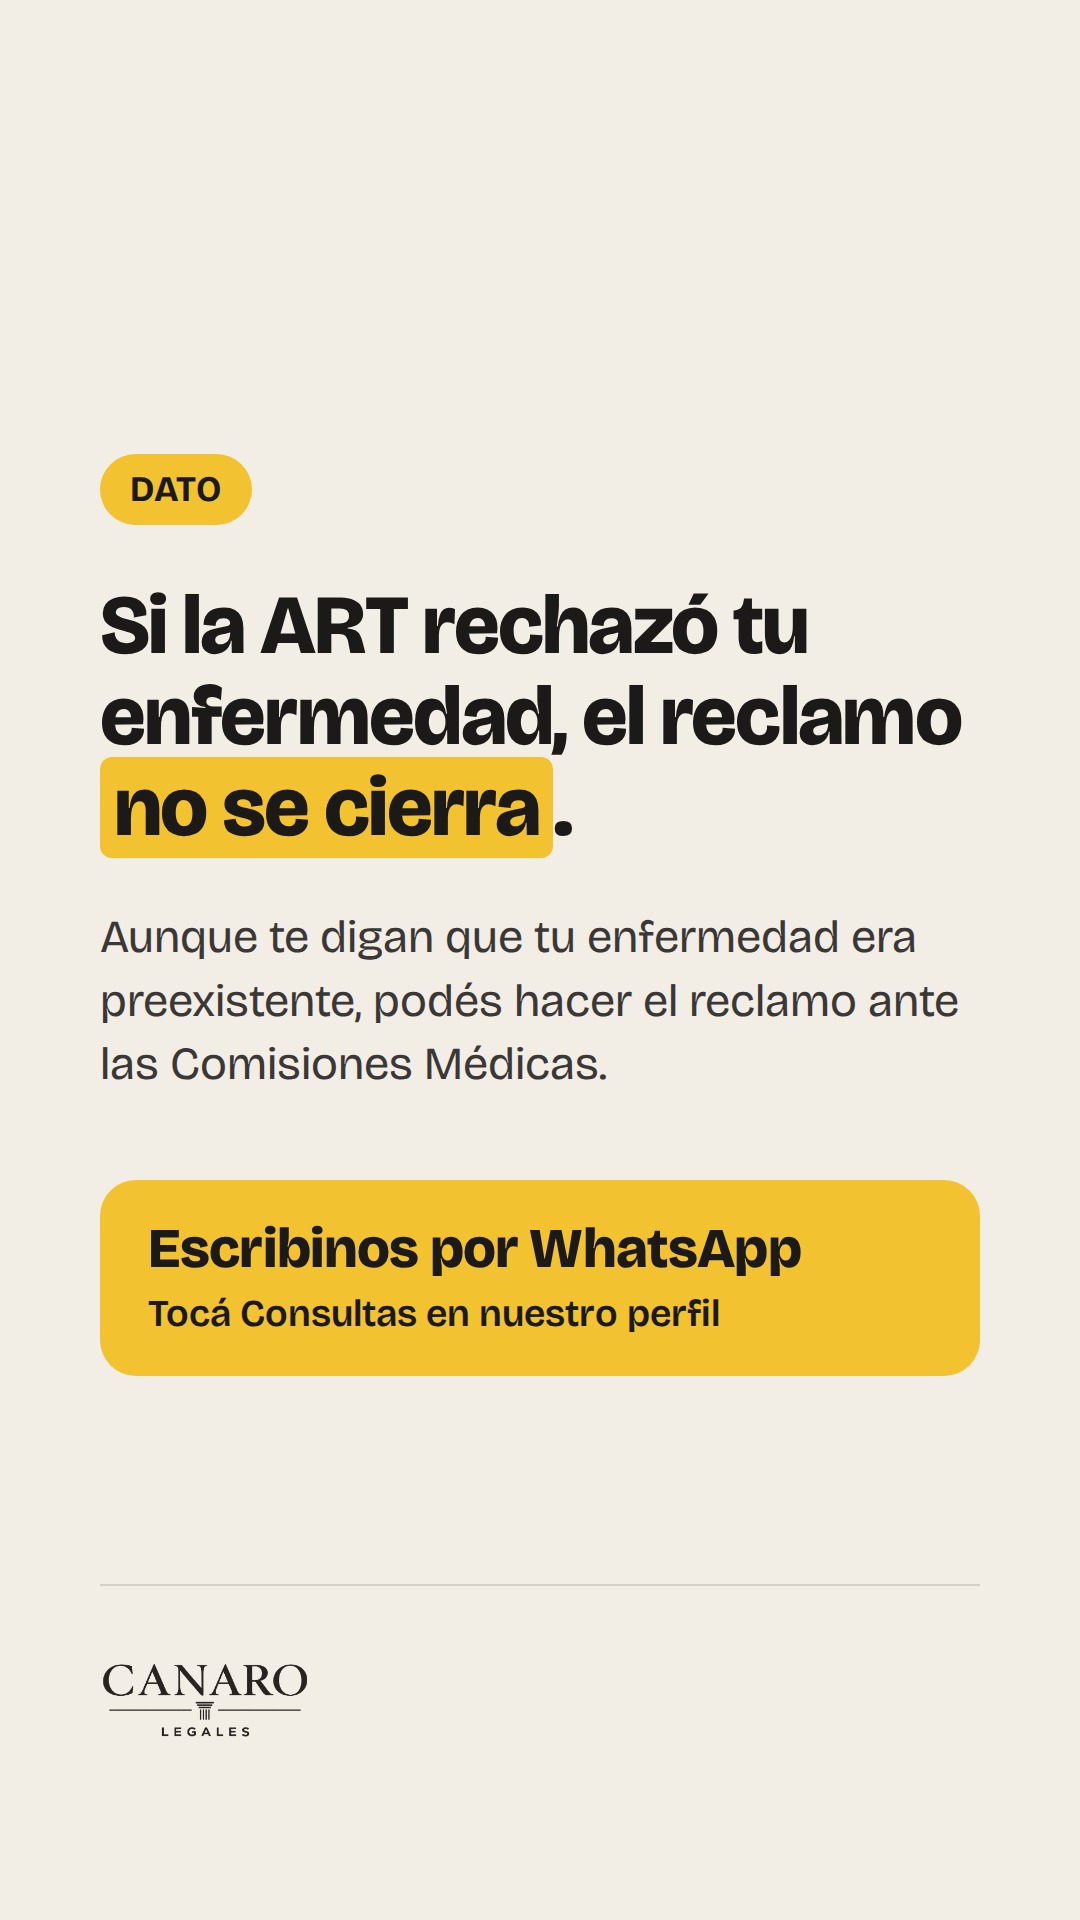 DATO
Si la ART rechazó tu
enfermedad, el reclamo
no se cierra.
Aunque te digan que tu enfermedad era
preexistente, podés hacer el reclamo ante
las Comisiones Médicas.
Escribinos por WhatsApp
Tocá Consultas en nuestro perfil
CANARO
LEGALES